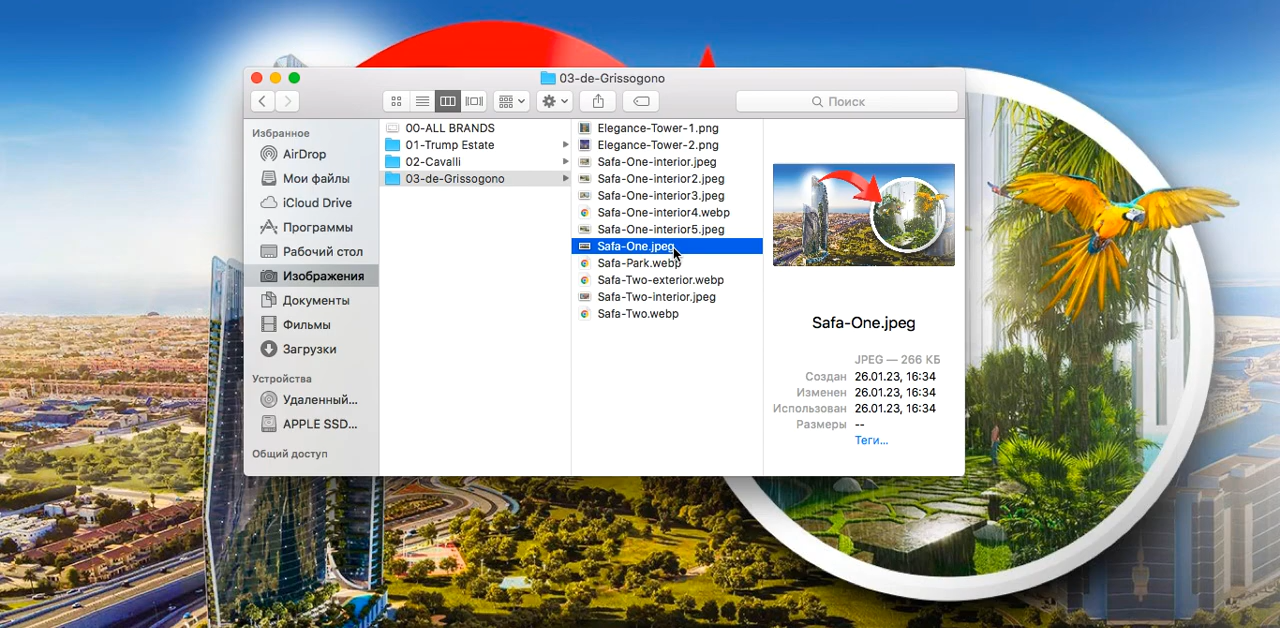 03-de-Grissogono
Поиск
Избранное
AirDrop
Мои файлы
iCloud Drive
Программы
Рабочий стол
Изображения
Документы
Фильмы
Загрузки
Устройства
Удаленный...
APPLE SSD...
Общий доступ
00-ALL BRANDS
01-Trump Estate
02-Cavalli
03-de-Grissogono
Elegance-Tower-1.png
Elegance-Tower-2.png
Safa-One-interior.jpeg
Safa-One-interior2.jpeg
Safa-One-interior3.jpeg
Safa-One-interior4.webp
Safa-One-interior5.jpeg
Safa-One.jpeg
Safa-Park.webp
Safa-Two-exterior.webp
Safa-Two-interior.jpeg
Safa-Two.webp
Safa-One.jpeg
JPEG — 266 КБ
Создан 26.01.23, 16:34
Изменен 26.01.23, 16:34
Использован 26.01.23, 16:34
Размеры --
Теги...